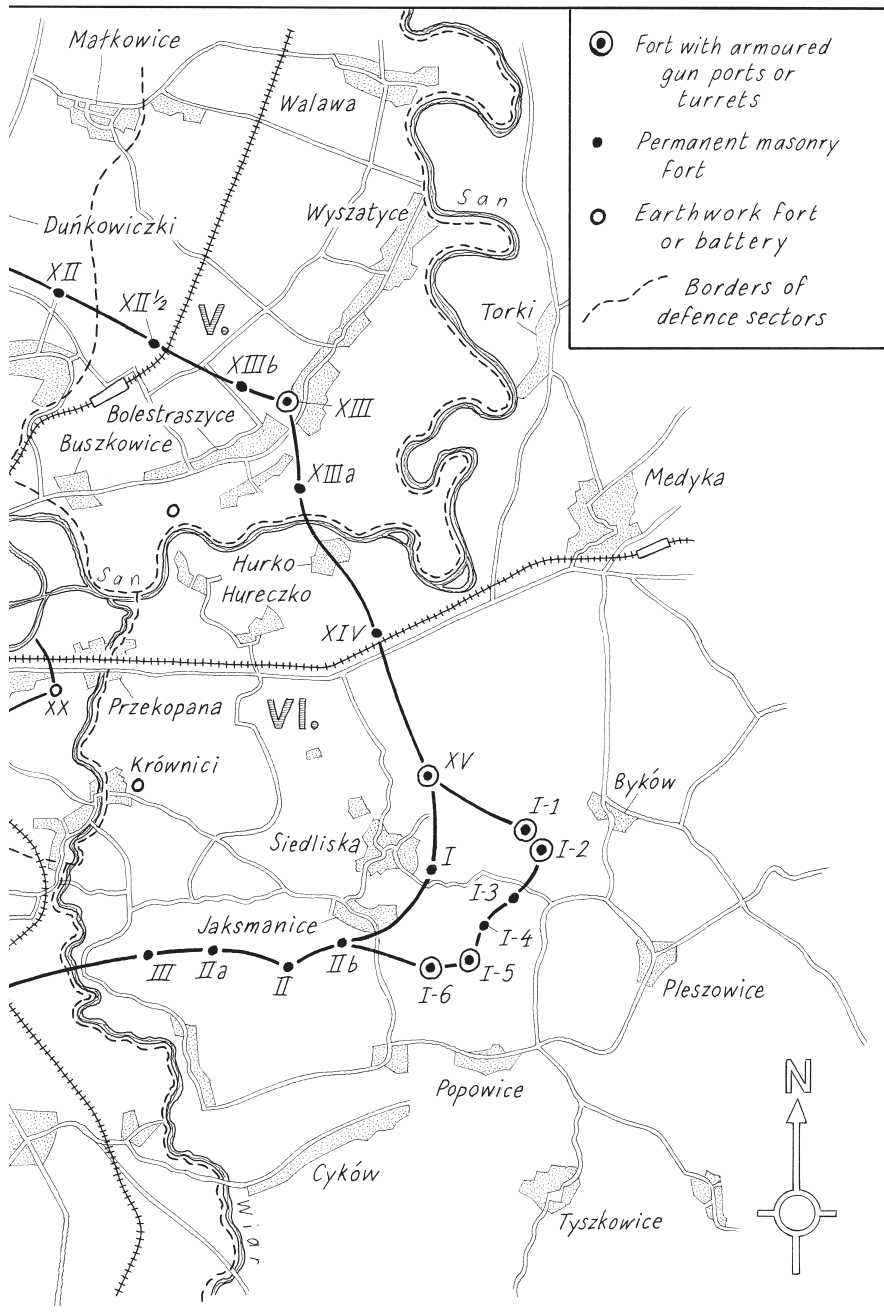 Małkowice
Walawa
San
Wyszatyce
Duńkowiczki
XII
XII½
V.
Torki
XIIIb
XIII
Bolestraszyce
Buszkowice
XIIIa
Medyka
Hurko
San
Hureczko
XIV
XX
Przekopana
VI.
Krównici
XV
Byków
I-1
Siedliska
I-2
I
I-3
Jaksmanice
I-4
III
IIa
II
IIb
I-5
I-6
Pleszowice
Popowice
Cyków
Tyszkowice
Wiar
N
Fort with armoured
gun ports or
turrets
Permanent masonry
fort
Earthwork fort
or battery
Borders of
defence sectors